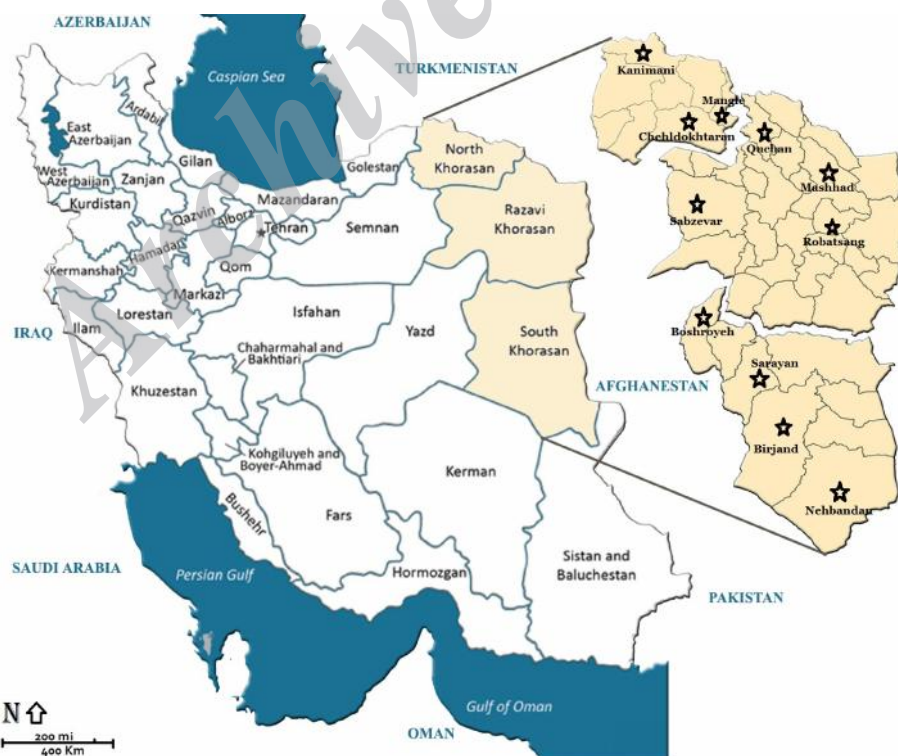 AZERBAIJAN
Caspian Sea
TURKMENISTAN
East
Azerbaijan
Ardabil
West
Azerbaijan
Zanjan
Gilan
Golestan
North
Khorasan
Kurdistan
Qazvin
Alborz
Mazandaran
Tehran
Semnan
Razavi
Khorasan
Hamadan
Kermanshah
Qom
Markazi
IRAQ
Ilam
Lorestan
Isfahan
Yazd
South
Khorasan
Chaharmahal and
Bakhtiari
AFGHANESTAN
Khuzestan
Kohgiluyeh and
Boyer-Ahmad
Kerman
Bushehr
Fars
Sistan and
Baluchestan
SAUDI ARABIA
Persian Gulf
Hormozgan
PAKISTAN
Gulf of Oman
OMAN
N
200 mi
400 Km
Kanimani
Mangle
Chehldokhtaran
Quchan
Mashhad
Sabzevar
Robatsang
Boshroyeh
Sarayan
Birjand
Nehbandan
Archive